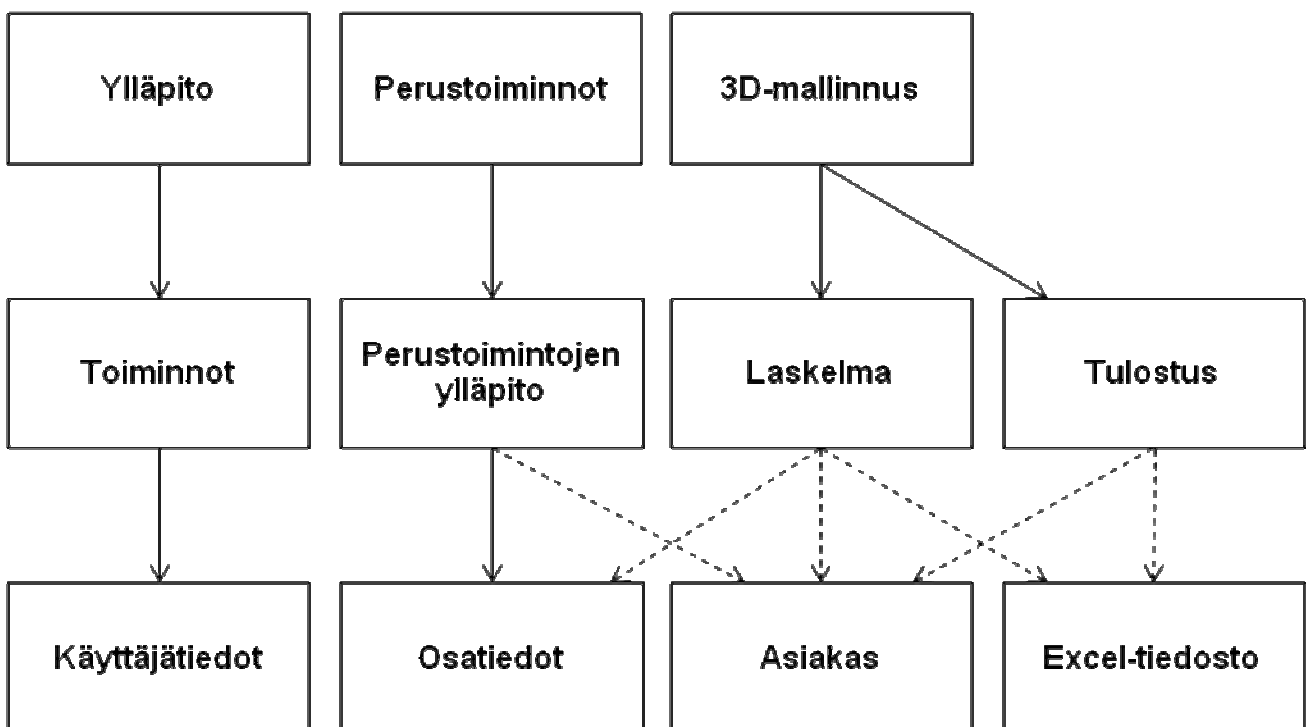 Ylläpito
Perustoiminnot
3D-mallinnus
Toiminnot
Perustoimintojen
ylläpito
Laskelma
Tulostus
Käyttäjätiedot
Osatiedot
Asiakas
Excel-tiedosto